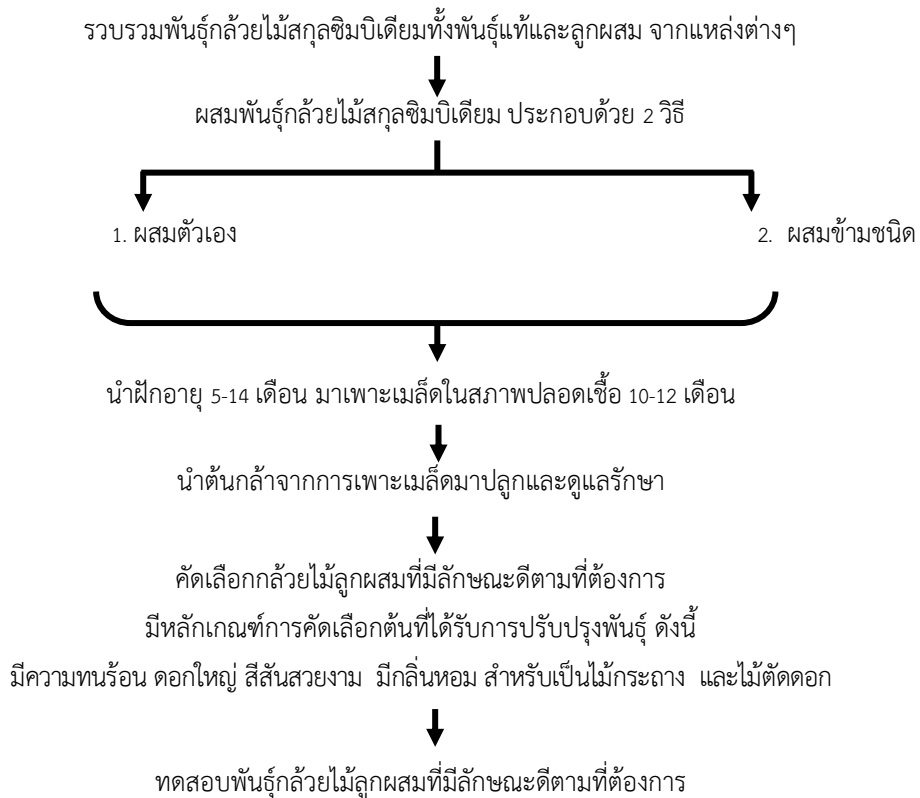 รวบรวมพันธุ์กล้วยไม้สกุลซิมบิเดียมทั้งพันธุ์แท้และลูกผสม จากแหล่งต่างๆ
ผสมพันธุ์กล้วยไม้สกุลซิมบิเดียม ประกอบด้วย 2 วิธี
1. ผสมตัวเอง
2. ผสมข้ามชนิด
นำฝักอายุ 5-14 เดือน มาเพาะเมล็ดในสภาพปลอดเชื้อ 10-12 เดือน
นำต้นกล้าจากการเพาะเมล็ดมาปลูกและดูแลรักษา
คัดเลือกกล้วยไม้ลูกผสมที่มีลักษณะดีตามที่ต้องการ
มีหลักเกณฑ์การคัดเลือกต้นที่ได้รับการปรับปรุงพันธุ์ ดังนี้
มีความทนร้อน ดอกใหญ่ สีสันสวยงาม มีกลิ่นหอม สำหรับเป็นไม้กระถาง และไม้ตัดดอก
ทดสอบพันธุ์กล้วยไม้ลูกผสมที่มีลักษณะดีตามที่ต้องการ